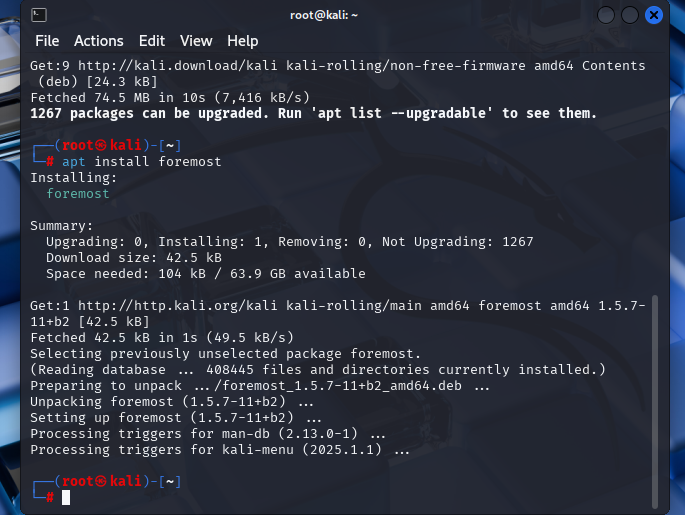 root@kali: ~
File Actions Edit View Help
Get:9 http://kali.download/kali kali-rolling/non-free-firmware amd64 Contents
(deb) [24.3 kB]
Fetched 74.5 MB in 10s (7,416 kB/s)
1267 packages can be upgraded. Run 'apt list --upgradable' to see them.
┌──(root㉿kali)-[~]
└─# apt install foremost
Installing:
foremost
Summary:
Upgrading: 0, Installing: 1, Removing: 0, Not Upgrading: 1267
Download size: 42.5 kB
Space needed: 104 kB / 63.9 GB available
Get:1 http://http.kali.org/kali kali-rolling/main amd64 foremost amd64 1.5.7-
11+b2 [42.5 kB]
Fetched 42.5 kB in 1s (49.5 kB/s)
Selecting previously unselected package foremost.
(Reading database ... 408445 files and directories currently installed.)
Preparing to unpack .../foremost_1.5.7-11+b2_amd64.deb ...
Unpacking foremost (1.5.7-11+b2) ...
Setting up foremost (1.5.7-11+b2) ...
Processing triggers for man-db (2.13.0-1) ...
Processing triggers for kali-menu (2025.1.1) ...
┌──(root㉿kali)-[~]
└─#